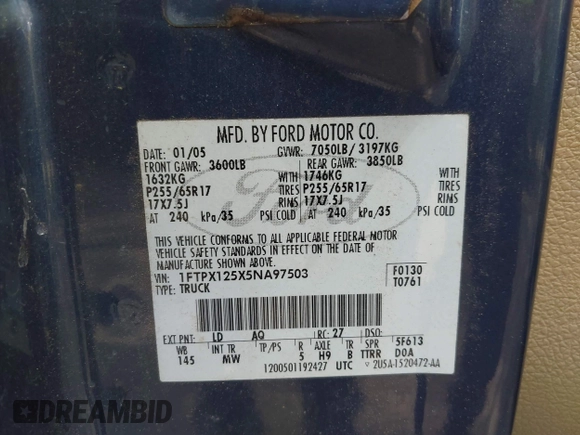 MFD. BY FORD MOTOR CO.
DATE: 01/05 GVWR: 7050LB/ 3197KG
FRONT GAWR: 3600LB REAR GAWR: 3850LB
1632KG WITH 1746KG WITH
P255/65R17 TIRES P255/65R17 TIRES
17X7.5J RIMS 17X7.5J RIMS
AT 240 kPa/35 PSI COLD AT 240 kPa/35 PSI COLD
Ford
THIS VEHICLE CONFORMS TO ALL APPLICABLE FEDERAL MOTOR
VEHICLE SAFETY STANDARDS IN EFFECT ON THE DATE OF
MANUFACTURE SHOWN ABOVE.
VIN: 1FTPX125X5NA97503 F0130
TYPE: TRUCK T0761
EXT PNT: LD AQ RC: 27 DSO:
WB INT TR TP/PS R AXLE TR SPR 5F613
145 MW 5 H9 B TTRR D0A
1200501192427 UTC 2U5A-1520472-AA
DREAMBID